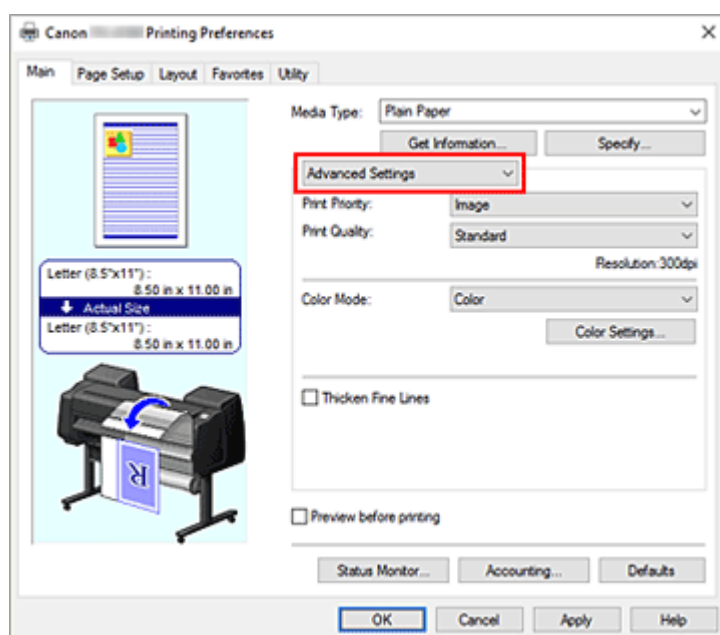 Canon Printing Preferences
Main Page Setup Layout Favorites Utility
Media Type: Plain Paper
Get Information... Specify...
Advanced Settings
Print Priority: Image
Print Quality: Standard
Resolution:300dpi
Letter (8.5"x11") :
8.50 in x 11.00 in
Actual Size
Letter (8.5"x11") :
8.50 in x 11.00 in
Color Mode: Color
Color Settings...
Thicken Fine Lines
R
Preview before printing
Status Monitor... Accounting... Defaults
OK Cancel Apply Help